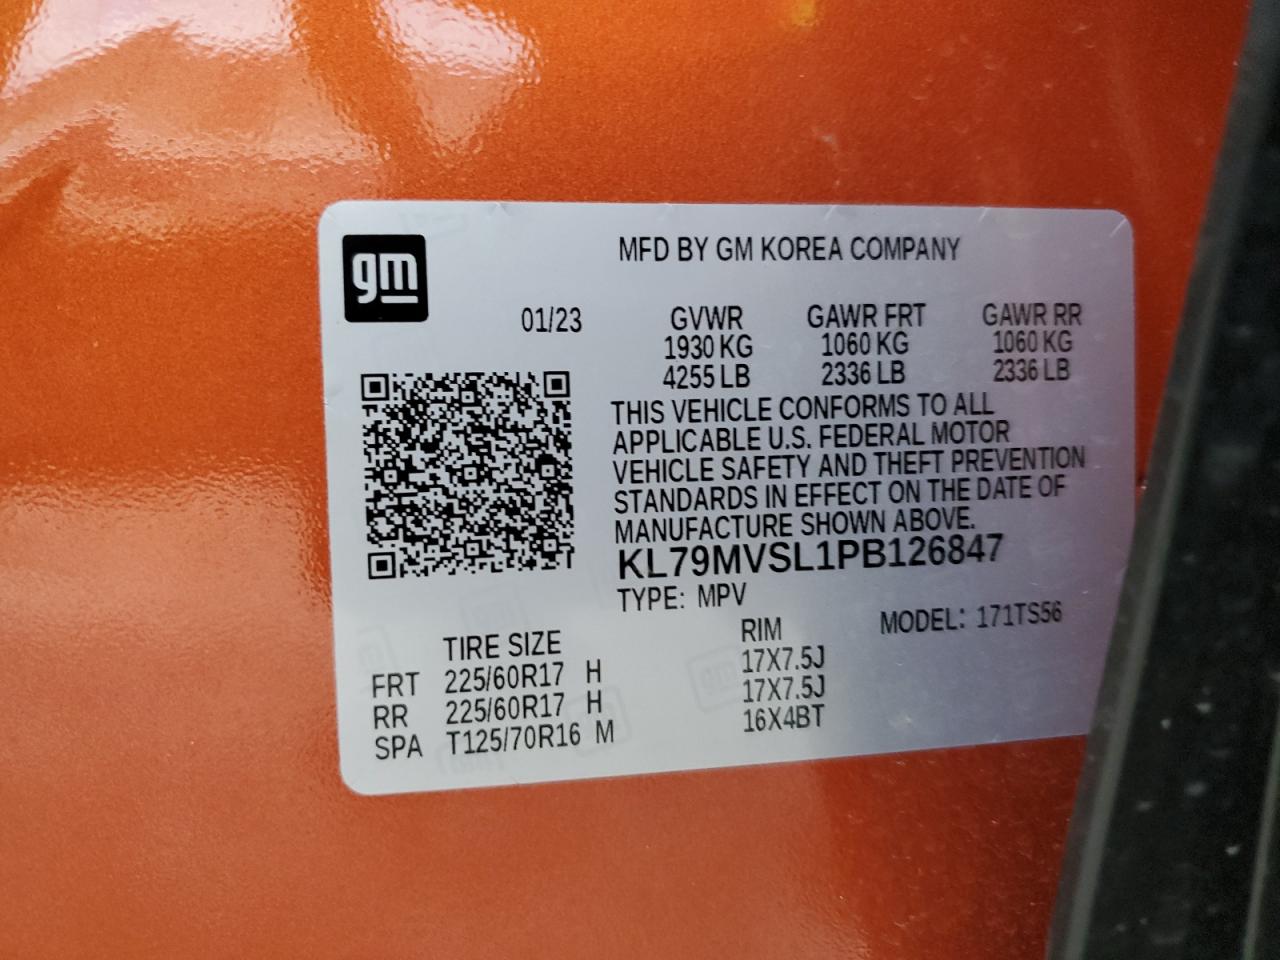 gm
MFD BY GM KOREA COMPANY
01/23 GVWR GAWR FRT GAWR RR
1930 KG 1060 KG 1060 KG
4255 LB 2336 LB 2336 LB
THIS VEHICLE CONFORMS TO ALL
APPLICABLE U.S. FEDERAL MOTOR
VEHICLE SAFETY AND THEFT PREVENTION
STANDARDS IN EFFECT ON THE DATE OF
MANUFACTURE SHOWN ABOVE.
KL79MVSL1PB126847
TYPE: MPV
MODEL: 171TS56
TIRE SIZE RIM
FRT 225/60R17 H 17X7.5J
RR 225/60R17 H 17X7.5J
SPA T125/70R16 M 16X4BT